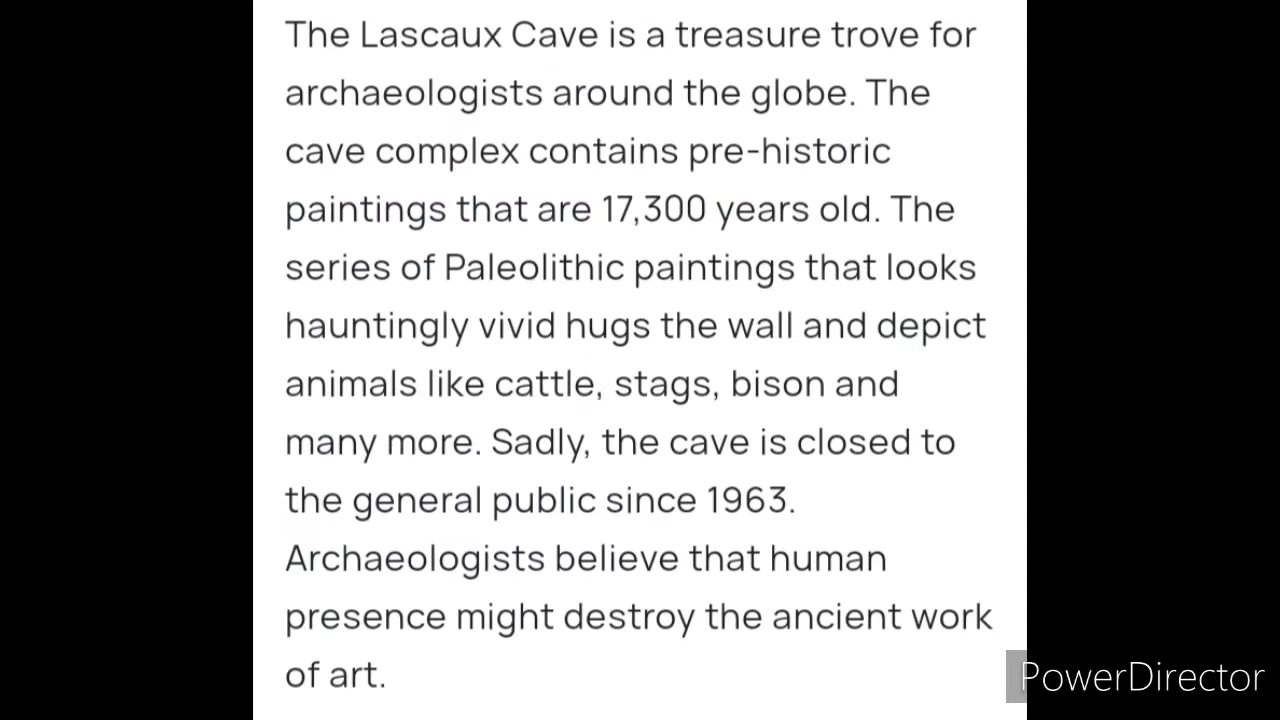 The Lascaux Cave is a treasure trove for
archaeologists around the globe. The
cave complex contains pre-historic
paintings that are 17,300 years old. The
series of Paleolithic paintings that looks
hauntingly vivid hugs the wall and depict
animals like cattle, stags, bison and
many more. Sadly, the cave is closed to
the general public since 1963.
Archaeologists believe that human
presence might destroy the ancient work
of art.
PowerDirector